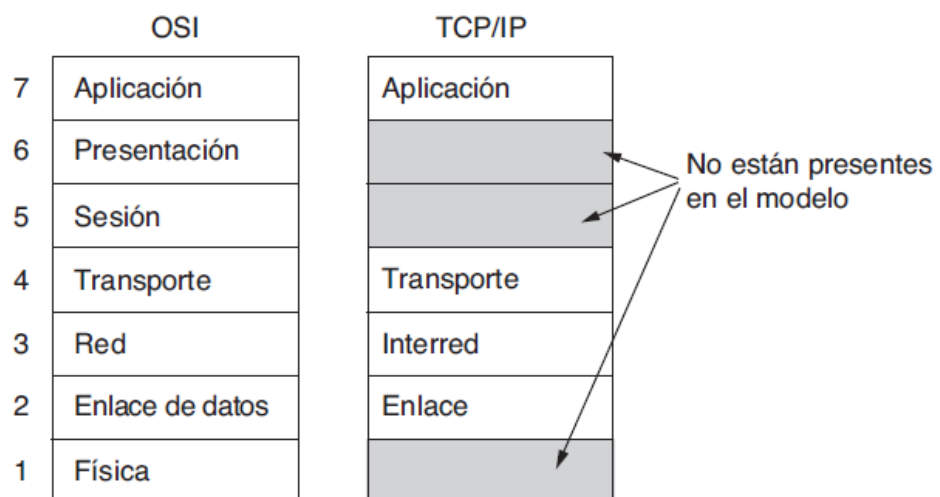 OSI TCP/IP
7 Aplicación Aplicación
6 Presentación
No están presentes
en el modelo
5 Sesión
4 Transporte Transporte
3 Red Interred
2 Enlace de datos Enlace
1 Física